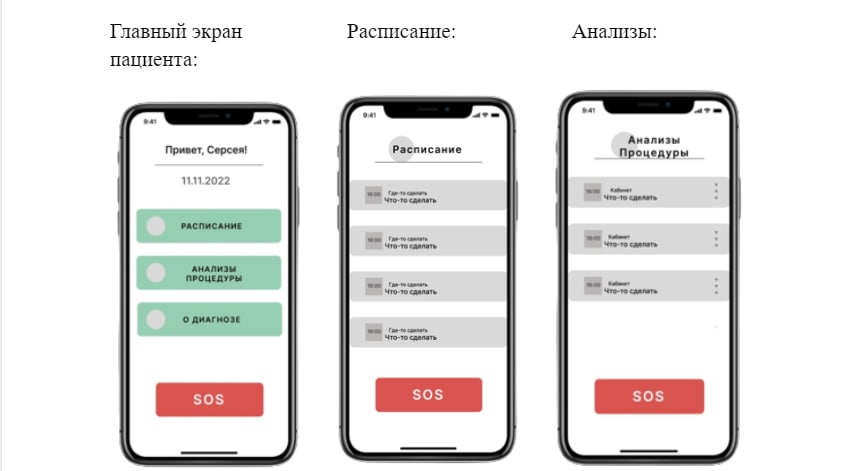 Главный экран
пациента:
Расписание:
Анализы:
9:41
Привет, Серсея!
11.11.2022
РАСПИСАНИЕ
АНАЛИЗЫ
ПРОЦЕДУРЫ
О ДИАГНОЗЕ
SOS
9:41
Расписание
16:00
Где-то сделать
Что-то сделать
16:00
Где-то сделать
Что-то сделать
16:00
Где-то сделать
Что-то сделать
16:00
Где-то сделать
Что-то сделать
SOS
9:41
Анализы
Процедуры
16:00
Кабинет
Что-то сделать
16:00
Кабинет
Что-то сделать
16:00
Кабинет
Что-то сделать
SOS